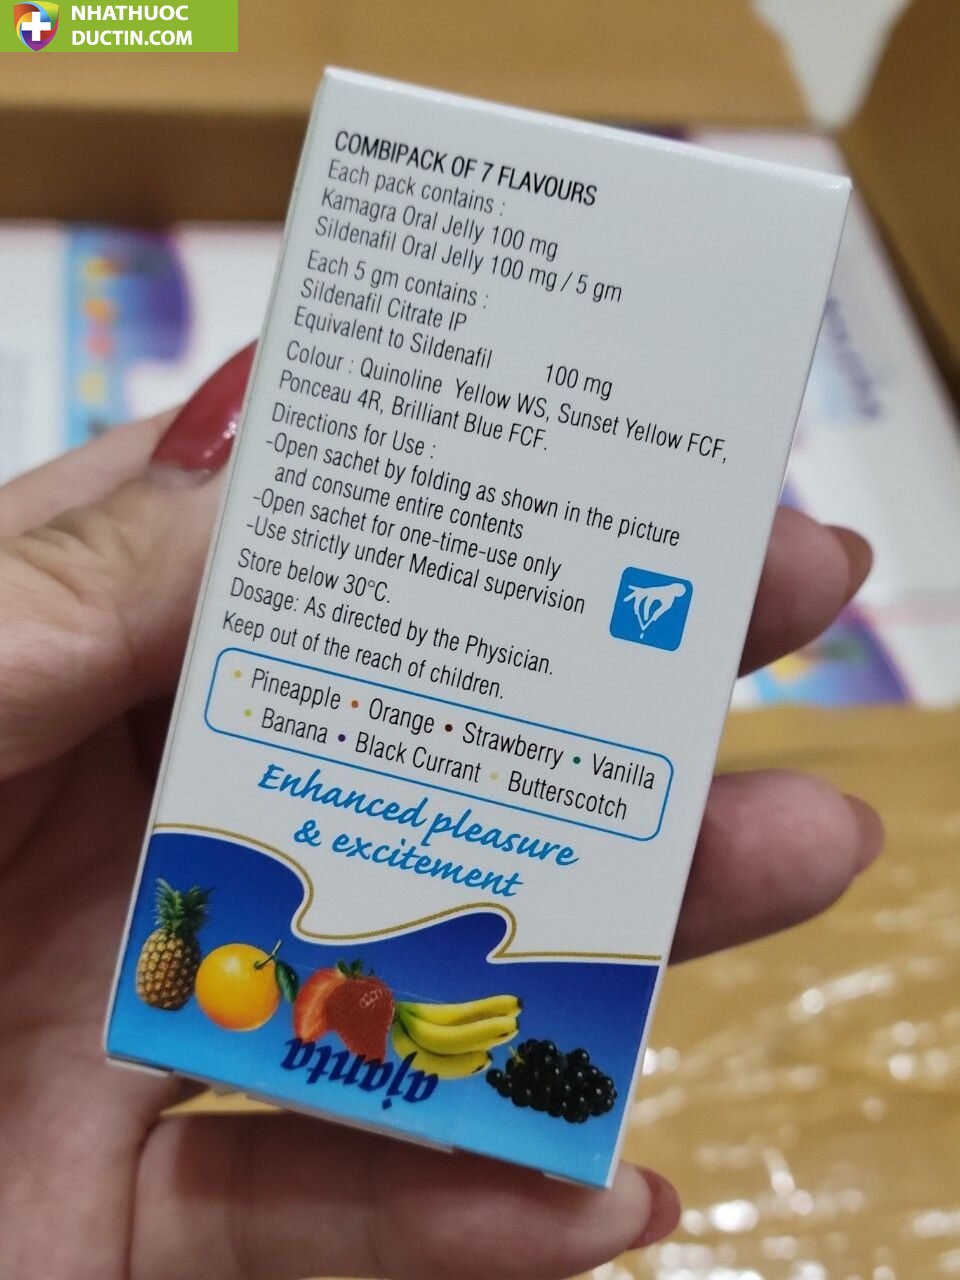 NHATHUOC
DUCTIN.COM
COMBIPACK OF 7 FLAVOURS
Each pack contains :
Kamagra Oral Jelly 100 mg
Sildenafil Oral Jelly 100 mg / 5 gm
Each 5 gm contains :
Sildenafil Citrate IP
Equivalent to Sildenafil 100 mg
Colour : Quinoline Yellow WS, Sunset Yellow FCF,
Ponceau 4R, Brilliant Blue FCF.
Directions for Use :
-Open sachet by folding as shown in the picture
and consume entire contents
-Open sachet for one-time-use only
-Use strictly under Medical supervision
Store below 30°C.
Dosage: As directed by the Physician.
Keep out of the reach of children.
• Pineapple • Orange • Strawberry • Vanilla
• Banana • Black Currant • Butterscotch
Enhanced pleasure
& excitement
ajanta